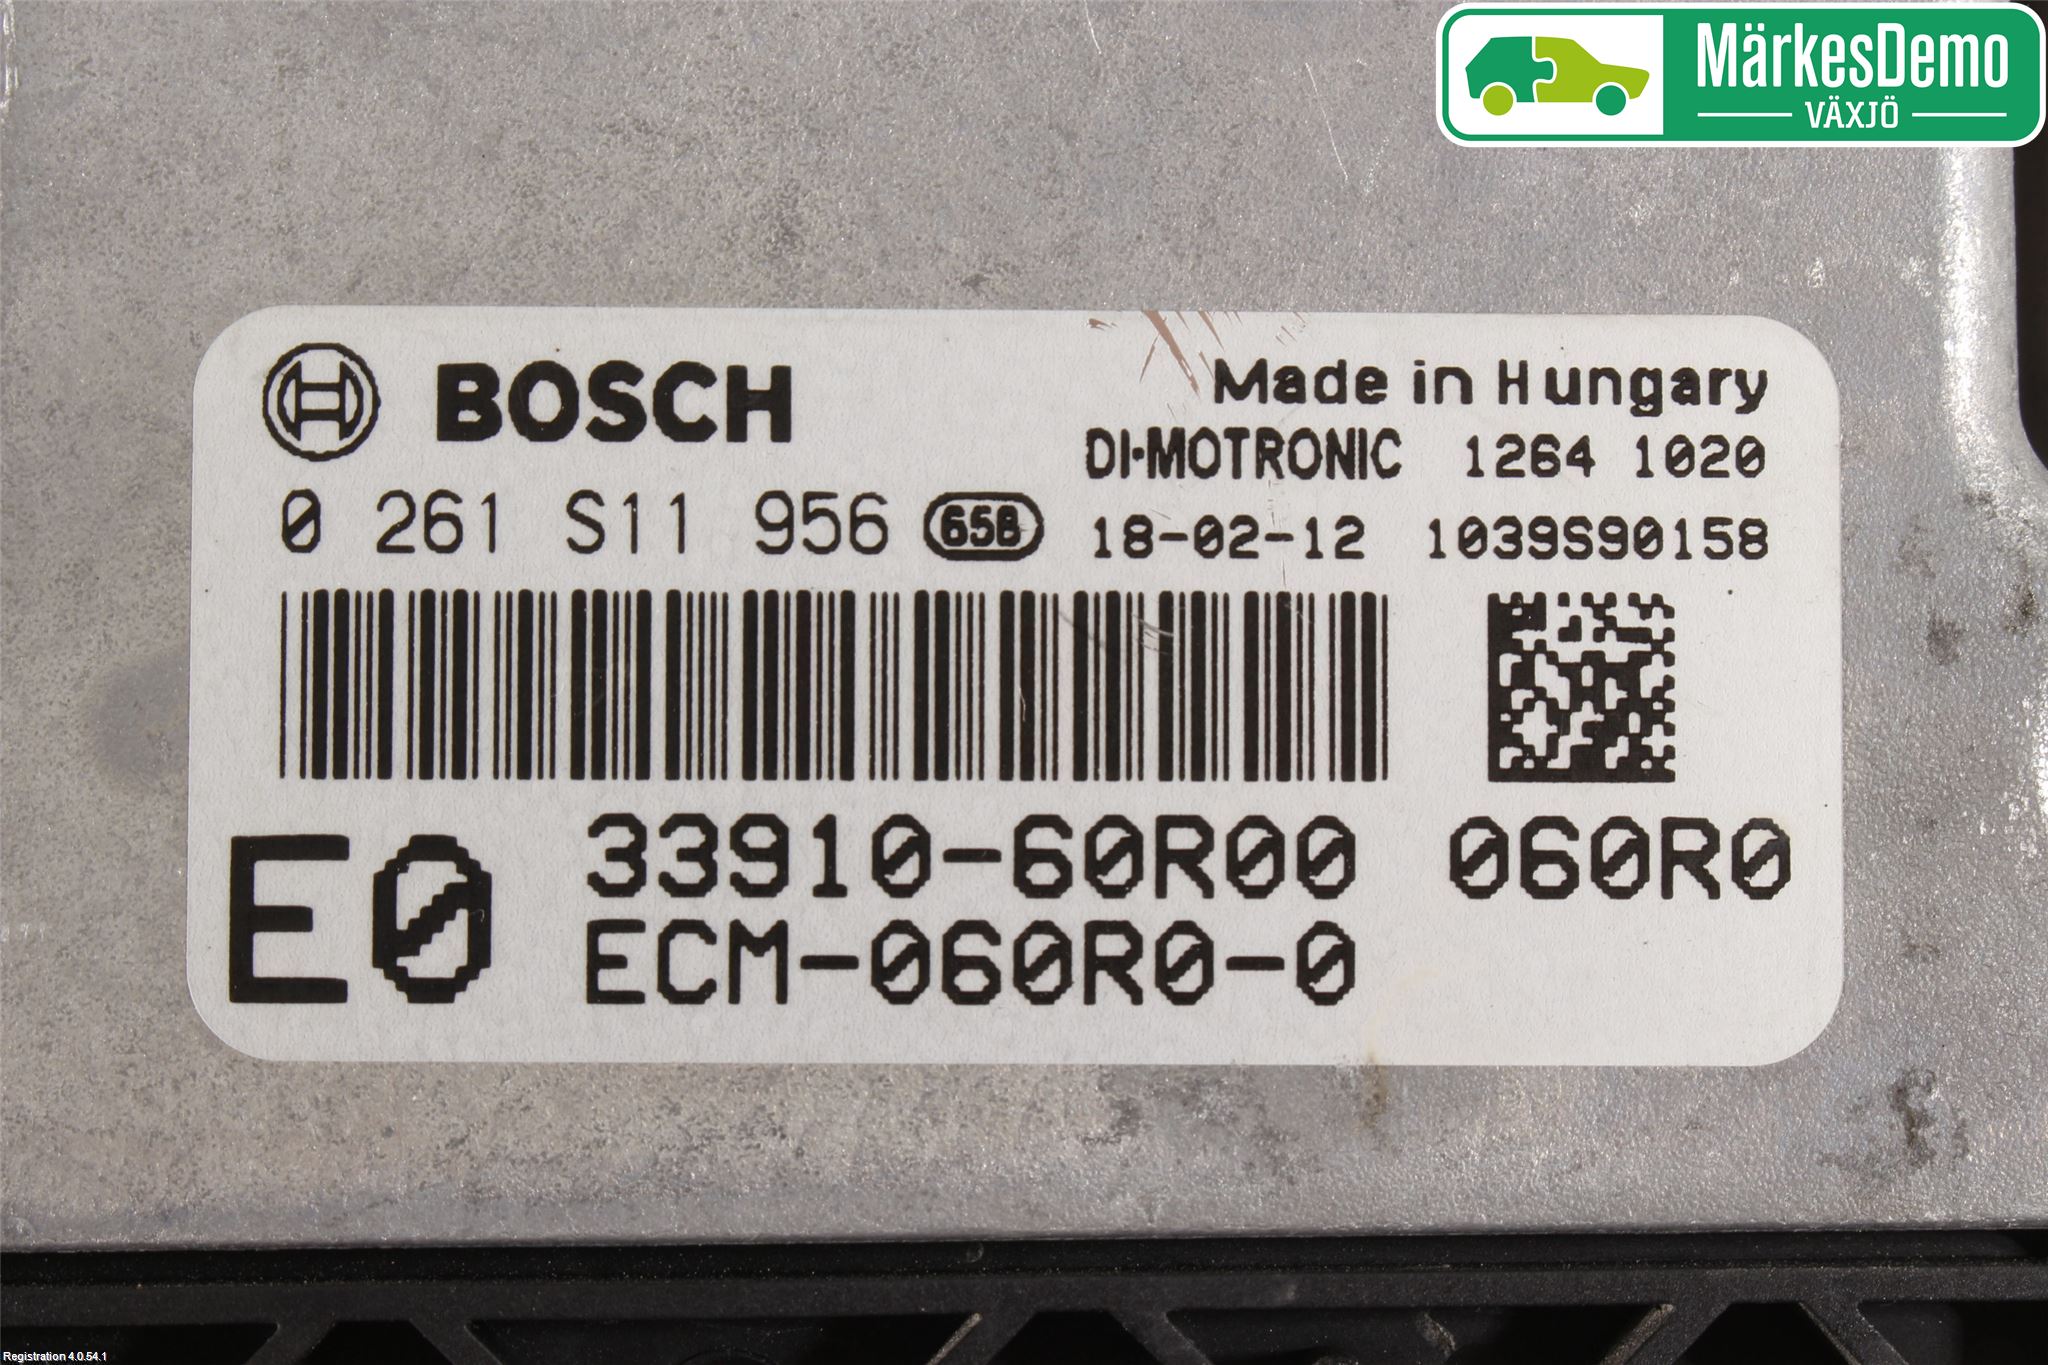 MärkesDemo
VÄXJÖ
BOSCH
Made in Hungary
DI-MOTRONIC 1264 1020
0 261 S11 956 65B 18-02-12 1039S90158
E0
33910-60R00 060R0
ECM-060R0-0
Registration 4.0.54.1